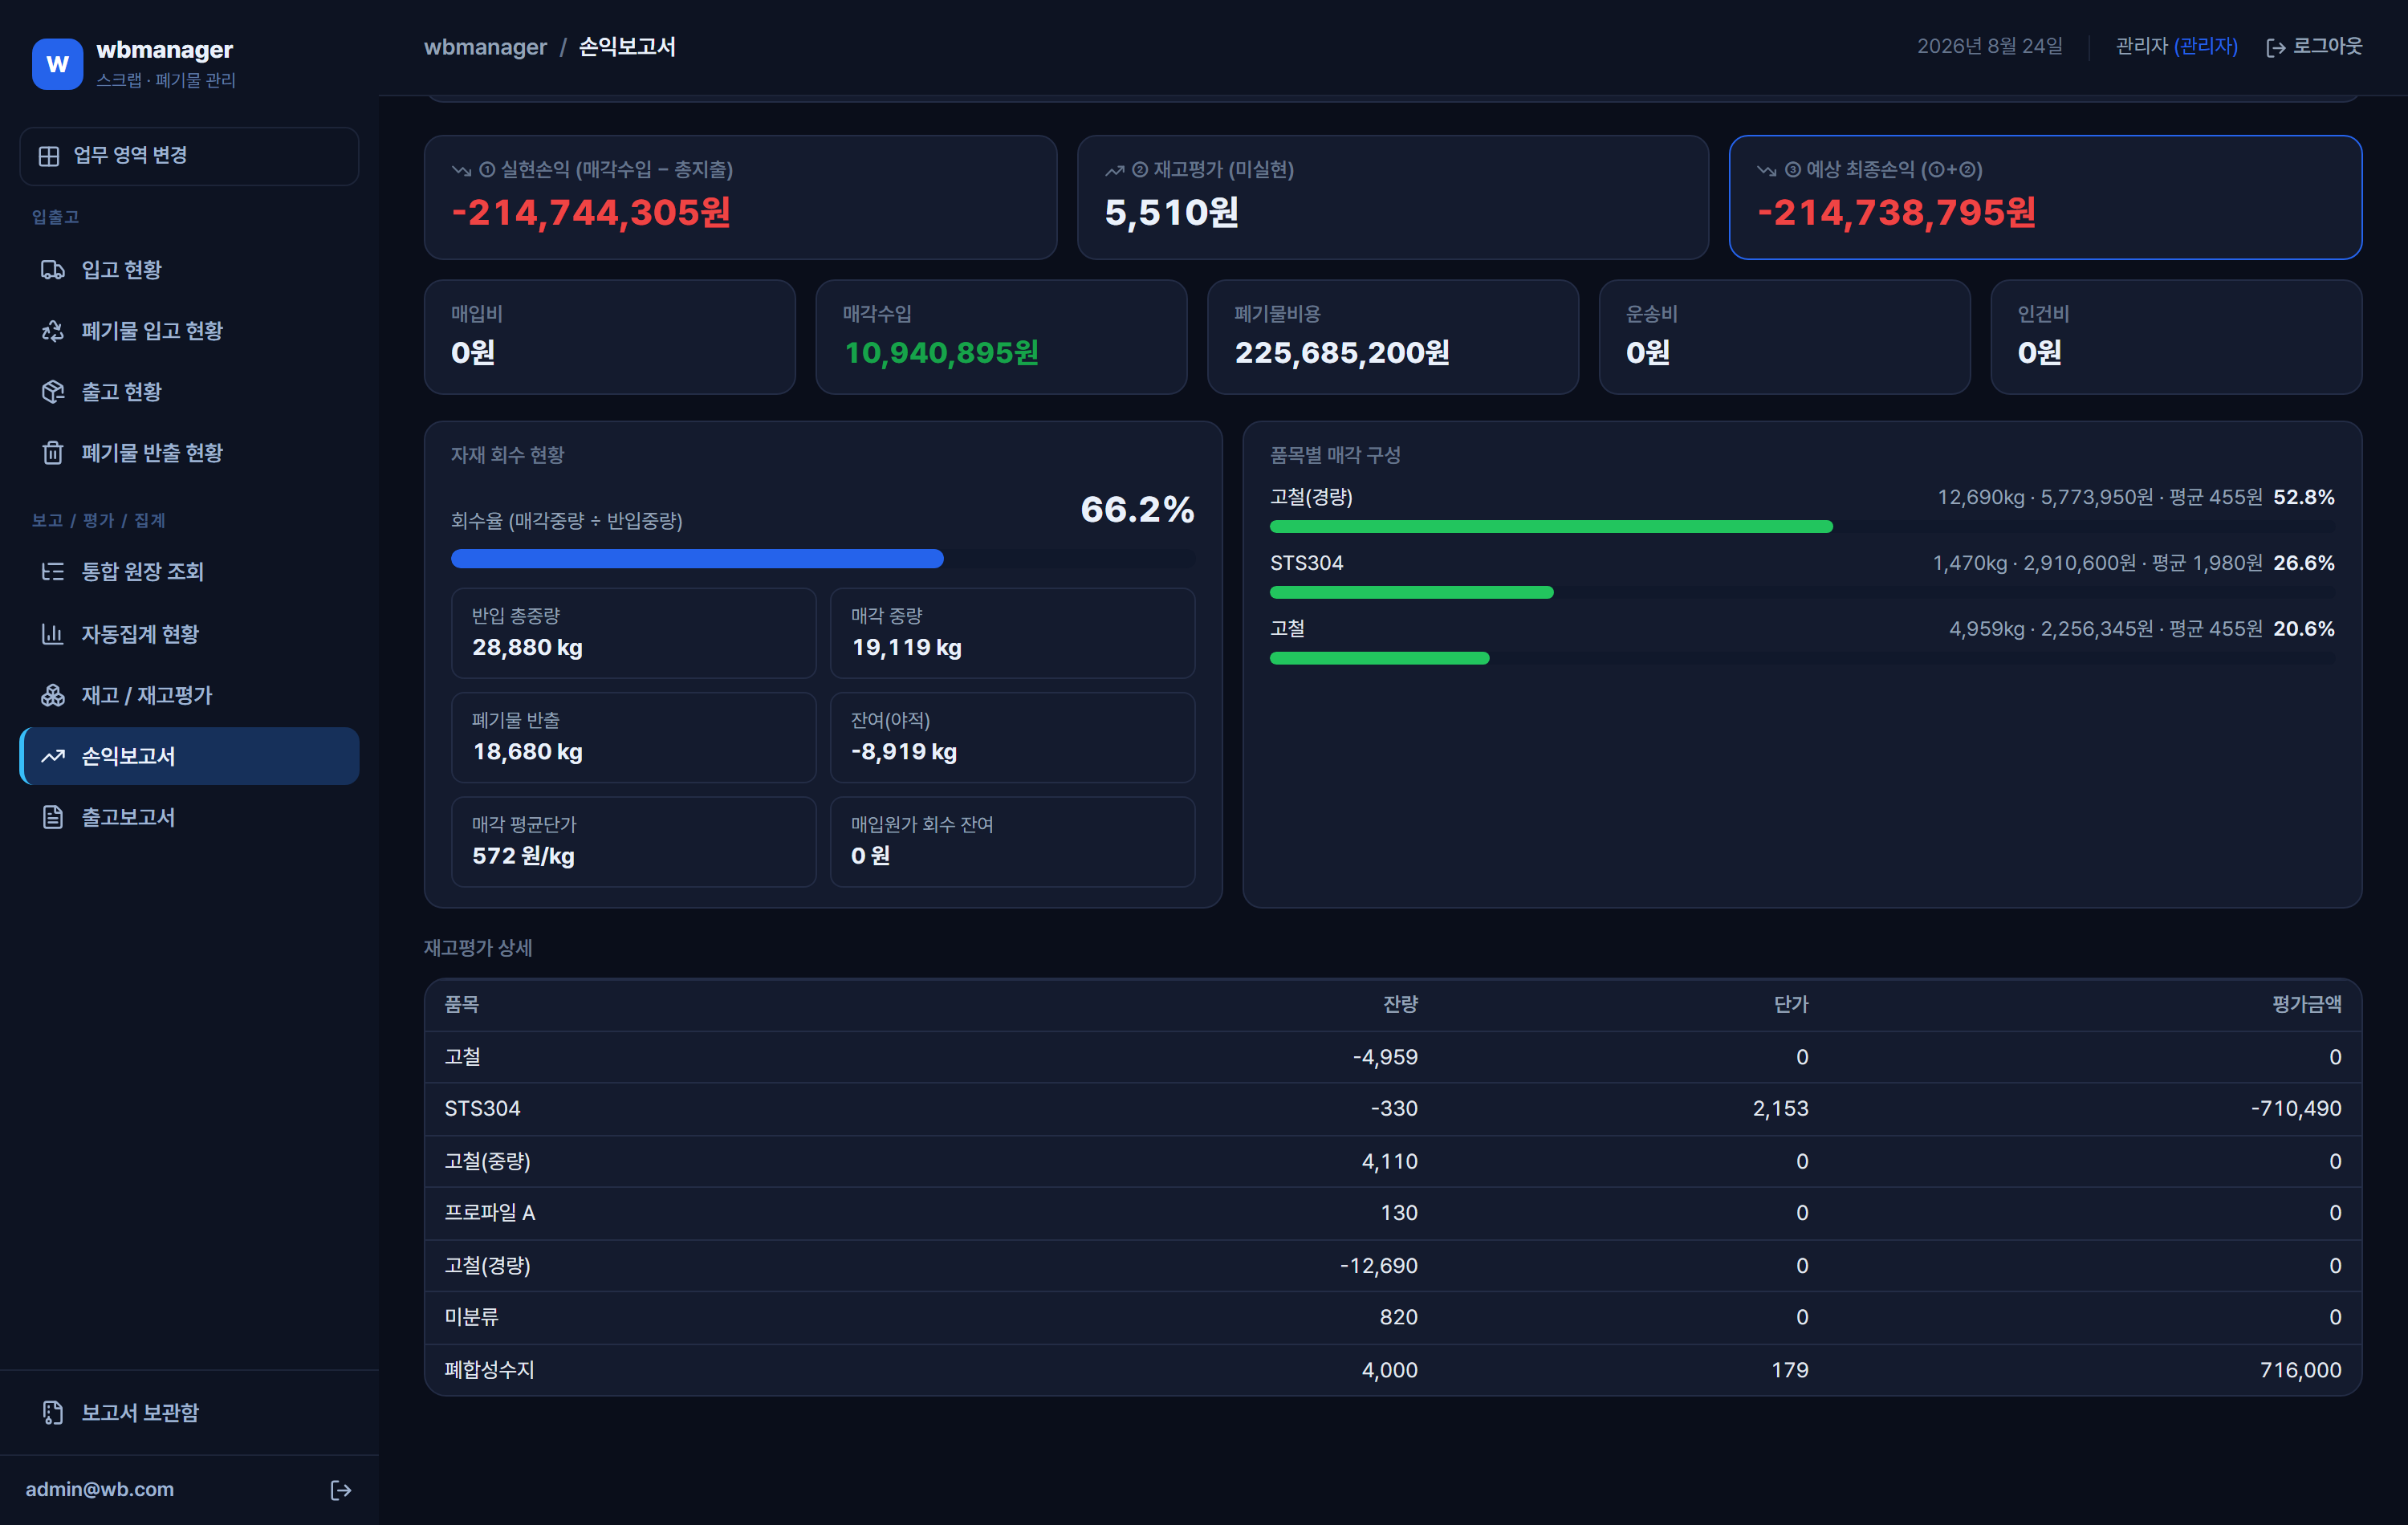 W
wbmanager
스크랩 · 폐기물 관리
업무 영역 변경
입출고
입고 현황
폐기물 입고 현황
출고 현황
폐기물 반출 현황
보고 / 평가 / 집계
통합 원장 조회
자동집계 현황
재고 / 재고평가
손익보고서
출고보고서
보고서 보관함
admin@wb.com
wbmanager / 손익보고서
2026년 8월 24일
관리자 (관리자)
로그아웃
① 실현손익 (매각수입 − 총지출)
-214,744,305원
② 재고평가 (미실현)
5,510원
③ 예상 최종손익 (①+②)
-214,738,795원
매입비
0원
매각수입
10,940,895원
폐기물비용
225,685,200원
운송비
0원
인건비
0원
자재 회수 현황
회수율 (매각중량 ÷ 반입중량)
66.2%
반입 총중량
28,880 kg
매각 중량
19,119 kg
폐기물 반출
18,680 kg
잔여(야적)
-8,919 kg
매각 평균단가
572 원/kg
매입원가 회수 잔여
0 원
품목별 매각 구성
고철(경량) 12,690kg · 5,773,950원 · 평균 455원 52.8%
STS304 1,470kg · 2,910,600원 · 평균 1,980원 26.6%
고철 4,959kg · 2,256,345원 · 평균 455원 20.6%
재고평가 상세
품목 잔량 단가 평가금액
고철 -4,959 0 0
STS304 -330 2,153 -710,490
고철(중량) 4,110 0 0
프로파일 A 130 0 0
고철(경량) -12,690 0 0
미분류 820 0 0
폐합성수지 4,000 179 716,000